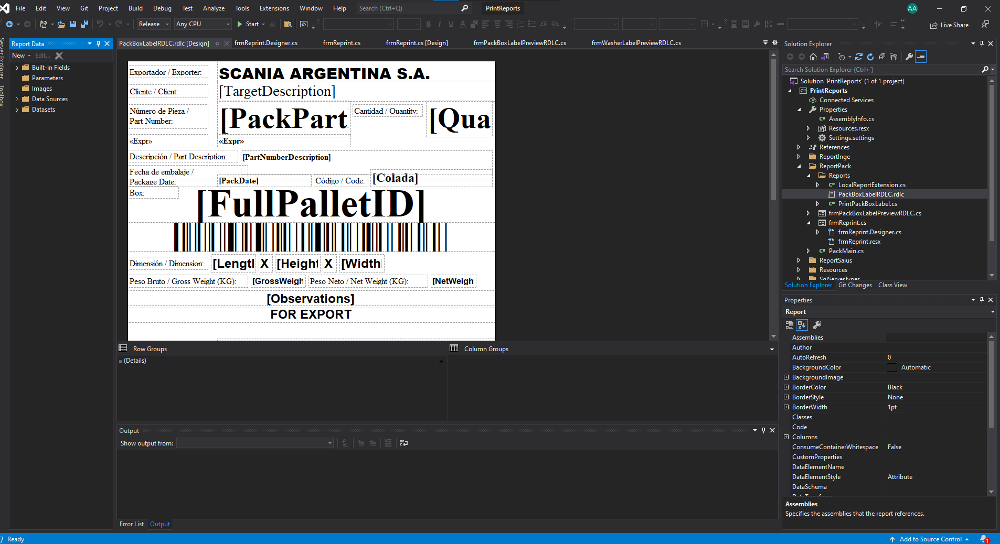 File Edit View Git Project Build Debug Test Analyze Tools Extensions Window Help Search (Ctrl+Q) PrintReports AA
Release Any CPU Start Live Share
Server Explorer
Toolbox
Report Data
New Edit...
Built-in Fields
Parameters
Images
Data Sources
Datasets
PackBoxLabelRDLC.rdlc [Design] frmReprint.Designer.cs frmReprint.cs frmReprint.cs [Design] frmPackBoxLabelPreviewRDLC.cs frmWasherLabelPreviewRDLC.cs
Exportador / Exporter: SCANIA ARGENTINA S.A.
Cliente / Client: [TargetDescription]
Número de Pieza /
Part Number: [PackPart Cantidad / Quantity: [Qua
«Expr» «Expr»
Descripción / Part Description: [PartNumberDescription]
Fecha de embalaje /
Package Date: [PackDate] Código / Code: [Colada]
Box: [FullPalletID]
Dimensión / Dimension: [Lengtl X [Height X [Width
Peso Bruto / Gross Weight (KG): [GrossWeigh Peso Neto / Net Weight (KG): [NetWeigh
[Observations]
FOR EXPORT
Row Groups Column Groups
(Details)
Output
Show output from:
Error List Output
Solution Explorer
Search Solution Explorer (Ctrl+´)
Solution 'PrintReports' (1 of 1 project)
PrintReports
Connected Services
Properties
AssemblyInfo.cs
Resources.resx
Settings.settings
References
ReportInge
ReportPack
Reports
LocalReportExtension.cs
PackBoxLabelRDLC.rdlc
PrintPackBoxLabel.cs
frmPackBoxLabelPreviewRDLC.cs
frmReprint.cs
frmReprint.Designer.cs
frmReprint.resx
PackMain.cs
ReportSaius
Resources
SqlServerTypes
Solution Explorer Git Changes Class View
Properties
Report
Assemblies
Author
AutoRefresh 0
BackgroundColor Automatic
BackgroundImage
BorderColor Black
BorderStyle None
BorderWidth 1pt
Classes
Code
Columns
ConsumeContainerWhitespace False
CustomProperties
DataElementName
DataElementStyle Attribute
DataSchema
DataTransform
Assemblies
Specifies the assemblies that the report references.
Ready Add to Source Control 1